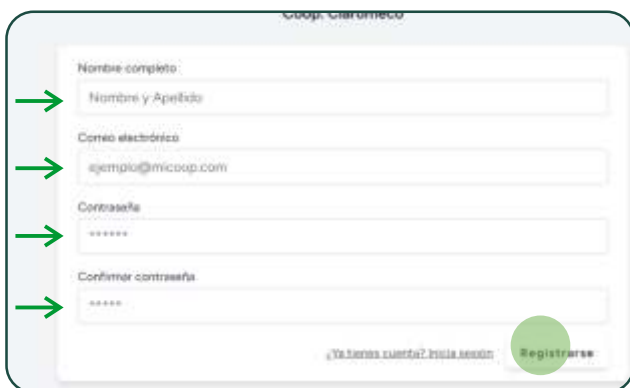 Coop. Claromecó
Nombre completo
Nombre y Apellido
Correo electrónico
ejemplo@micoop.com
Contraseña
******
Confirmar contraseña
*****
¿Ya tienes cuenta? Inicia sesión Registrarse